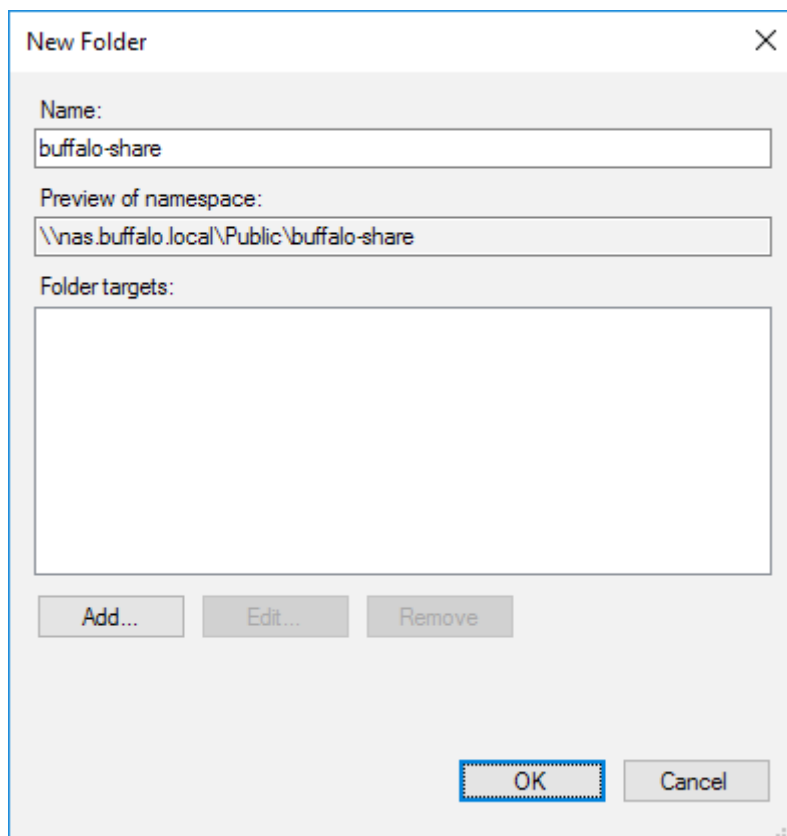 New Folder
Name:
buffalo-share
Preview of namespace:
\\nas.buffalo.local\Public\buffalo-share
Folder targets:
Add...
Edit...
Remove
OK
Cancel